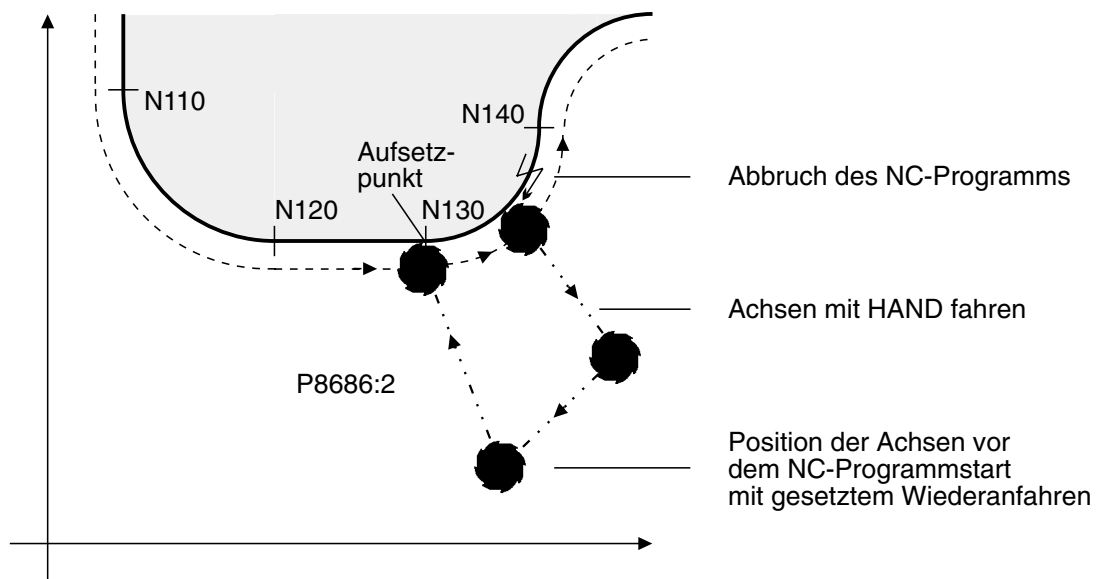 N110
N140
Aufsetz-
punkt
Abbruch des NC-Programms
N120
N130
Achsen mit HAND fahren
P8686:2
Position der Achsen vor
dem NC-Programmstart
mit gesetztem Wiederanfahren